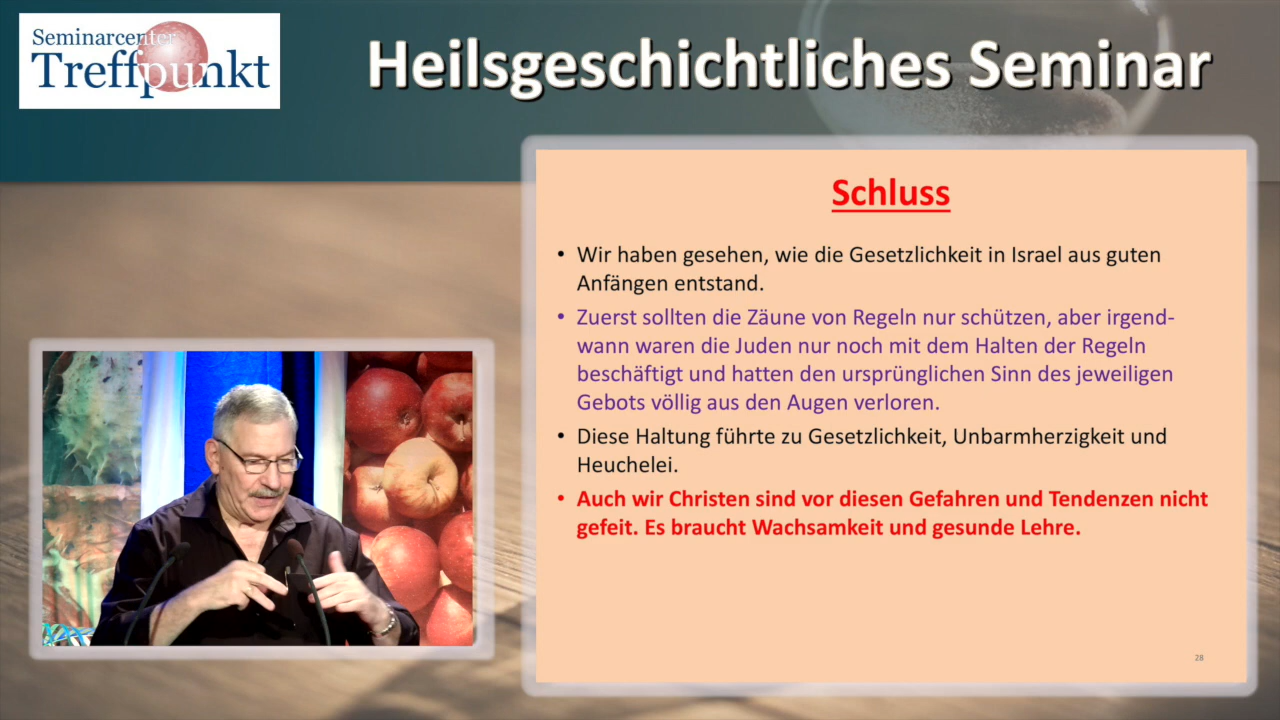 Seminarcenter
Treffpunkt
Heilsgeschichtliches Seminar
Schluss
• Wir haben gesehen, wie die Gesetzlichkeit in Israel aus guten
Anfängen entstand.
• Zuerst sollten die Zäune von Regeln nur schützen, aber irgend-
wann waren die Juden nur noch mit dem Halten der Regeln
beschäftigt und hatten den ursprünglichen Sinn des jeweiligen
Gebots völlig aus den Augen verloren.
• Diese Haltung führte zu Gesetzlichkeit, Unbarmherzigkeit und
Heuchelei.
• Auch wir Christen sind vor diesen Gefahren und Tendenzen nicht
gefeit. Es braucht Wachsamkeit und gesunde Lehre.
28